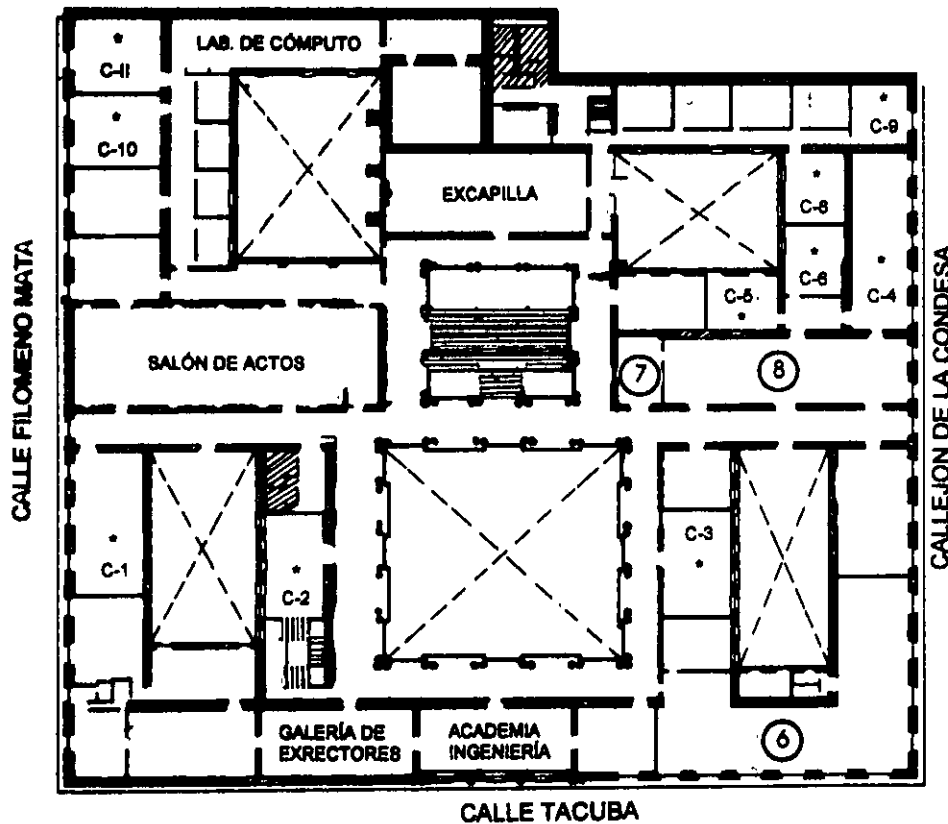 LAB. DE CÓMPUTO
C-11
C-10
C-9
EXCAPILLA
C-8
C-6
C-5
C-4
SALÓN DE ACTOS
7
8
CALLE FILOMENO MATA
CALLEJON DE LA CONDESA
C-1
C-2
C-3
GALERÍA DE
EXRECTORES
ACADEMIA
INGENIERÍA
6
CALLE TACUBA